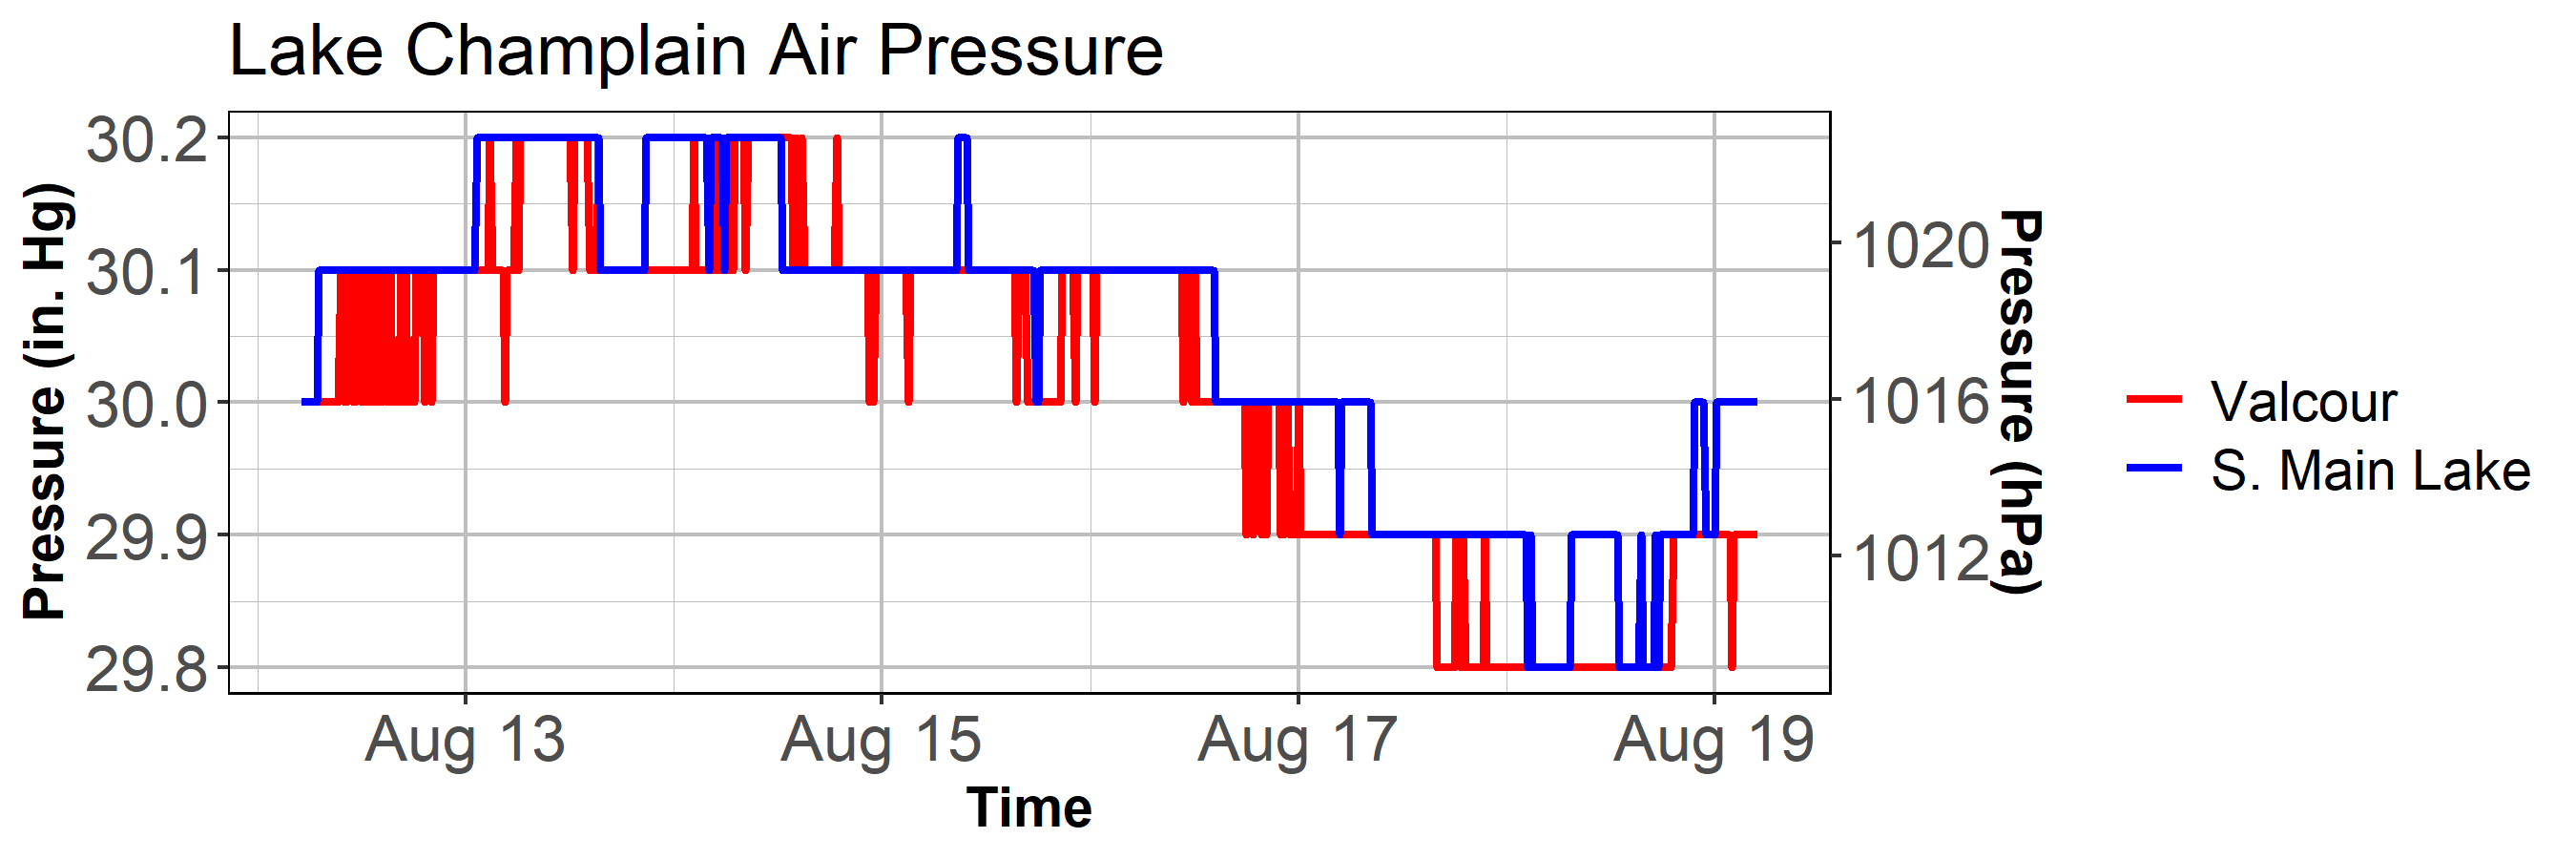 Lake Champlain Air Pressure
30.2
30.1
30.0
29.9
29.8
Pressure (in. Hg)
1020
1016
1012
Pressure (hPa)
Aug 13
Aug 15
Aug 17
Aug 19
Time
Valcour
S. Main Lake